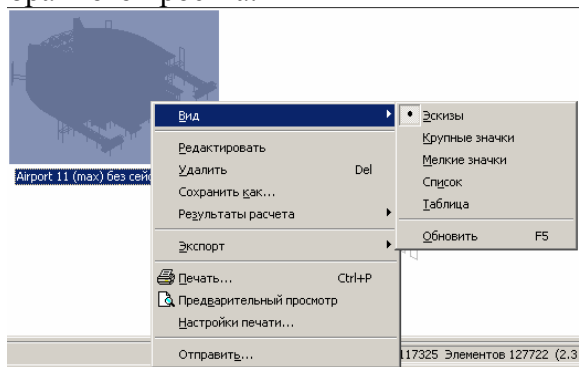 Airport 11 (max) без
Вид
Редактировать
Удалить Del
Сохранить как...
Результаты расчета
Экспорт
Печать... Ctrl+P
Предварительный просмотр
Настройки печати...
Отправить...
Эскизы
Крупные значки
Мелкие значки
Список
Таблица
Обновить F5
117325 Элементов 127722 (2.3